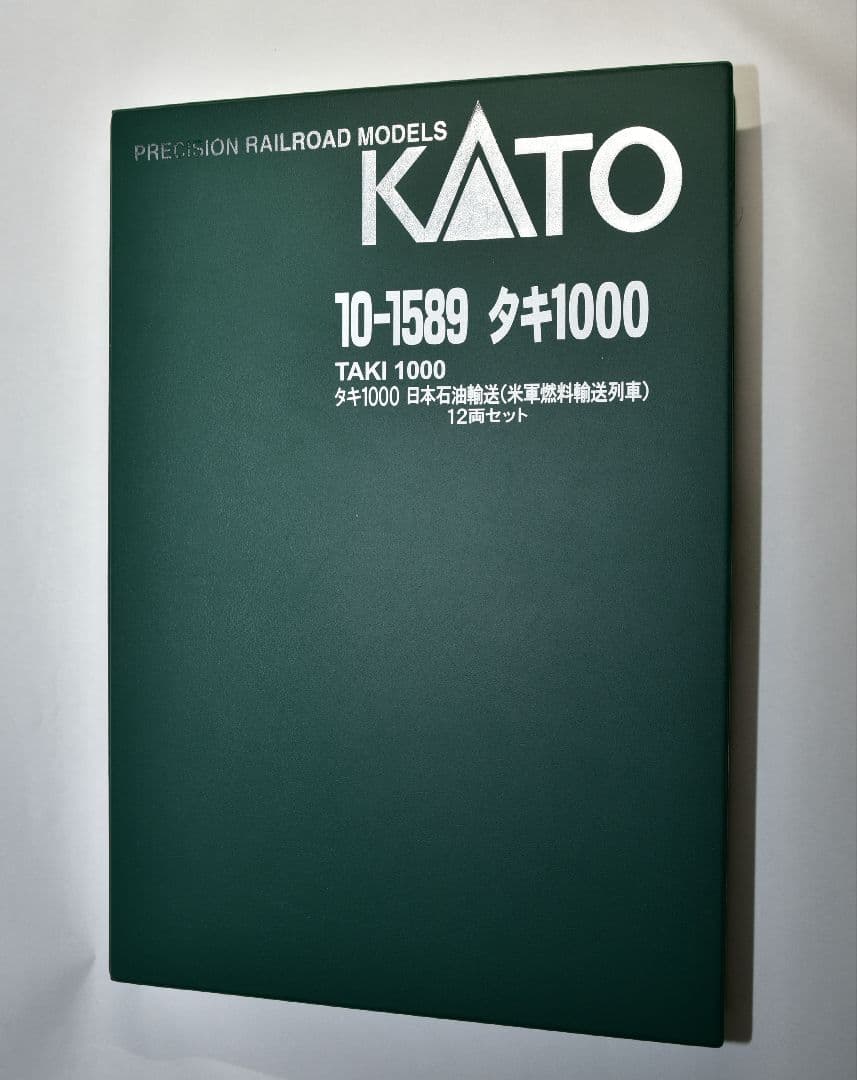 PRECISION RAILROAD MODELS
KATO
10-1589 タキ1000
TAKI 1000
タキ1000 日本石油輸送(米軍燃料輸送列車)
12両セット